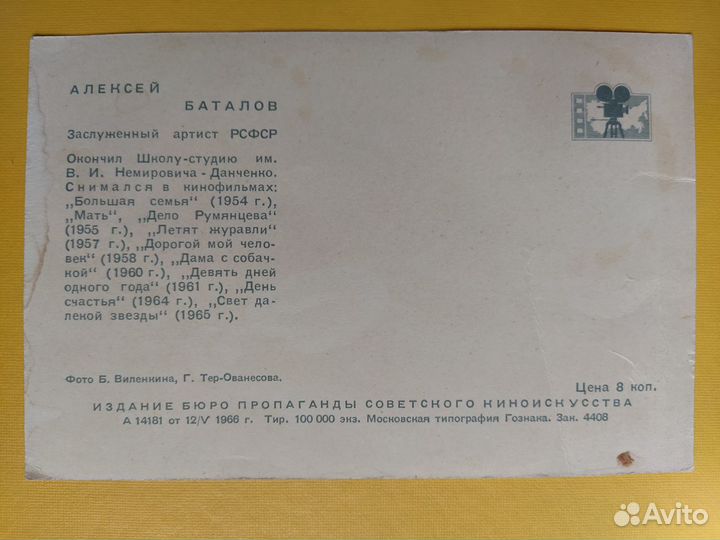 АЛЕКСЕЙ
БАТАЛОВ
Заслуженный артист РСФСР
Окончил Школу-студию им.
В. И. Немировича-Данченко.
Снимался в кинофильмах:
„Большая семья“ (1954 г.),
„Мать“, „Дело Румянцева“
(1955 г.), „Летят журавли“
(1957 г.), „Дорогой мой чело-
век“ (1958 г.), „Дама с собач-
кой“ (1960 г.), „Девять дней
одного года“ (1961 г.), „День
счастья“ (1964 г.), „Свет да-
лекой звезды“ (1965 г.).
Фото Б. Виленкина, Г. Тер-Ованесова.
Цена 8 коп.
ИЗДАНИЕ БЮРО ПРОПАГАНДЫ СОВЕТСКОГО КИНОИСКУССТВА
А 14181 от 12/V 1966 г. Тир. 100 000 экз. Московская типография Гознака. Зак. 4408
Avito